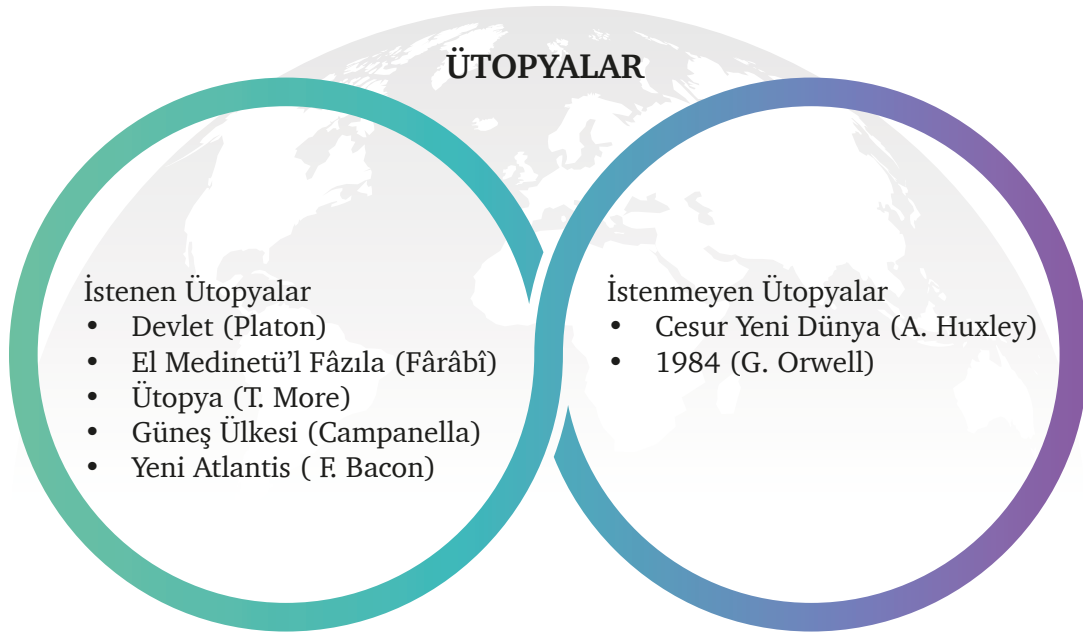 ÜTOPYALAR
İstenen Ütopyalar
• Devlet (Platon)
• El Medinetü’l Fâzıla (Fârâbî)
• Ütopya (T. More)
• Güneş Ülkesi (Campanella)
• Yeni Atlantis ( F. Bacon)
İstenmeyen Ütopyalar
• Cesur Yeni Dünya (A. Huxley)
• 1984 (G. Orwell)